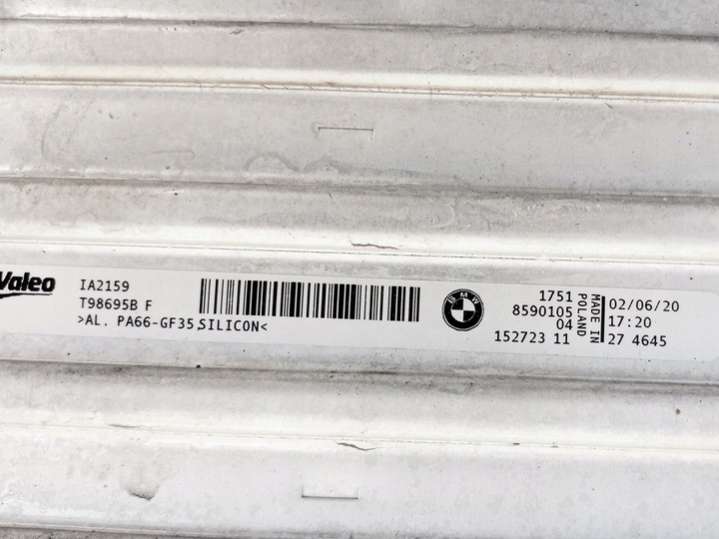 Valeo
IA2159
T98695B F
>AL. PA66-GF35,SILICON<
BMW
1751
8590105
04
152723 11
MADE IN
POLAND
02/06/20
17:20
27 4645